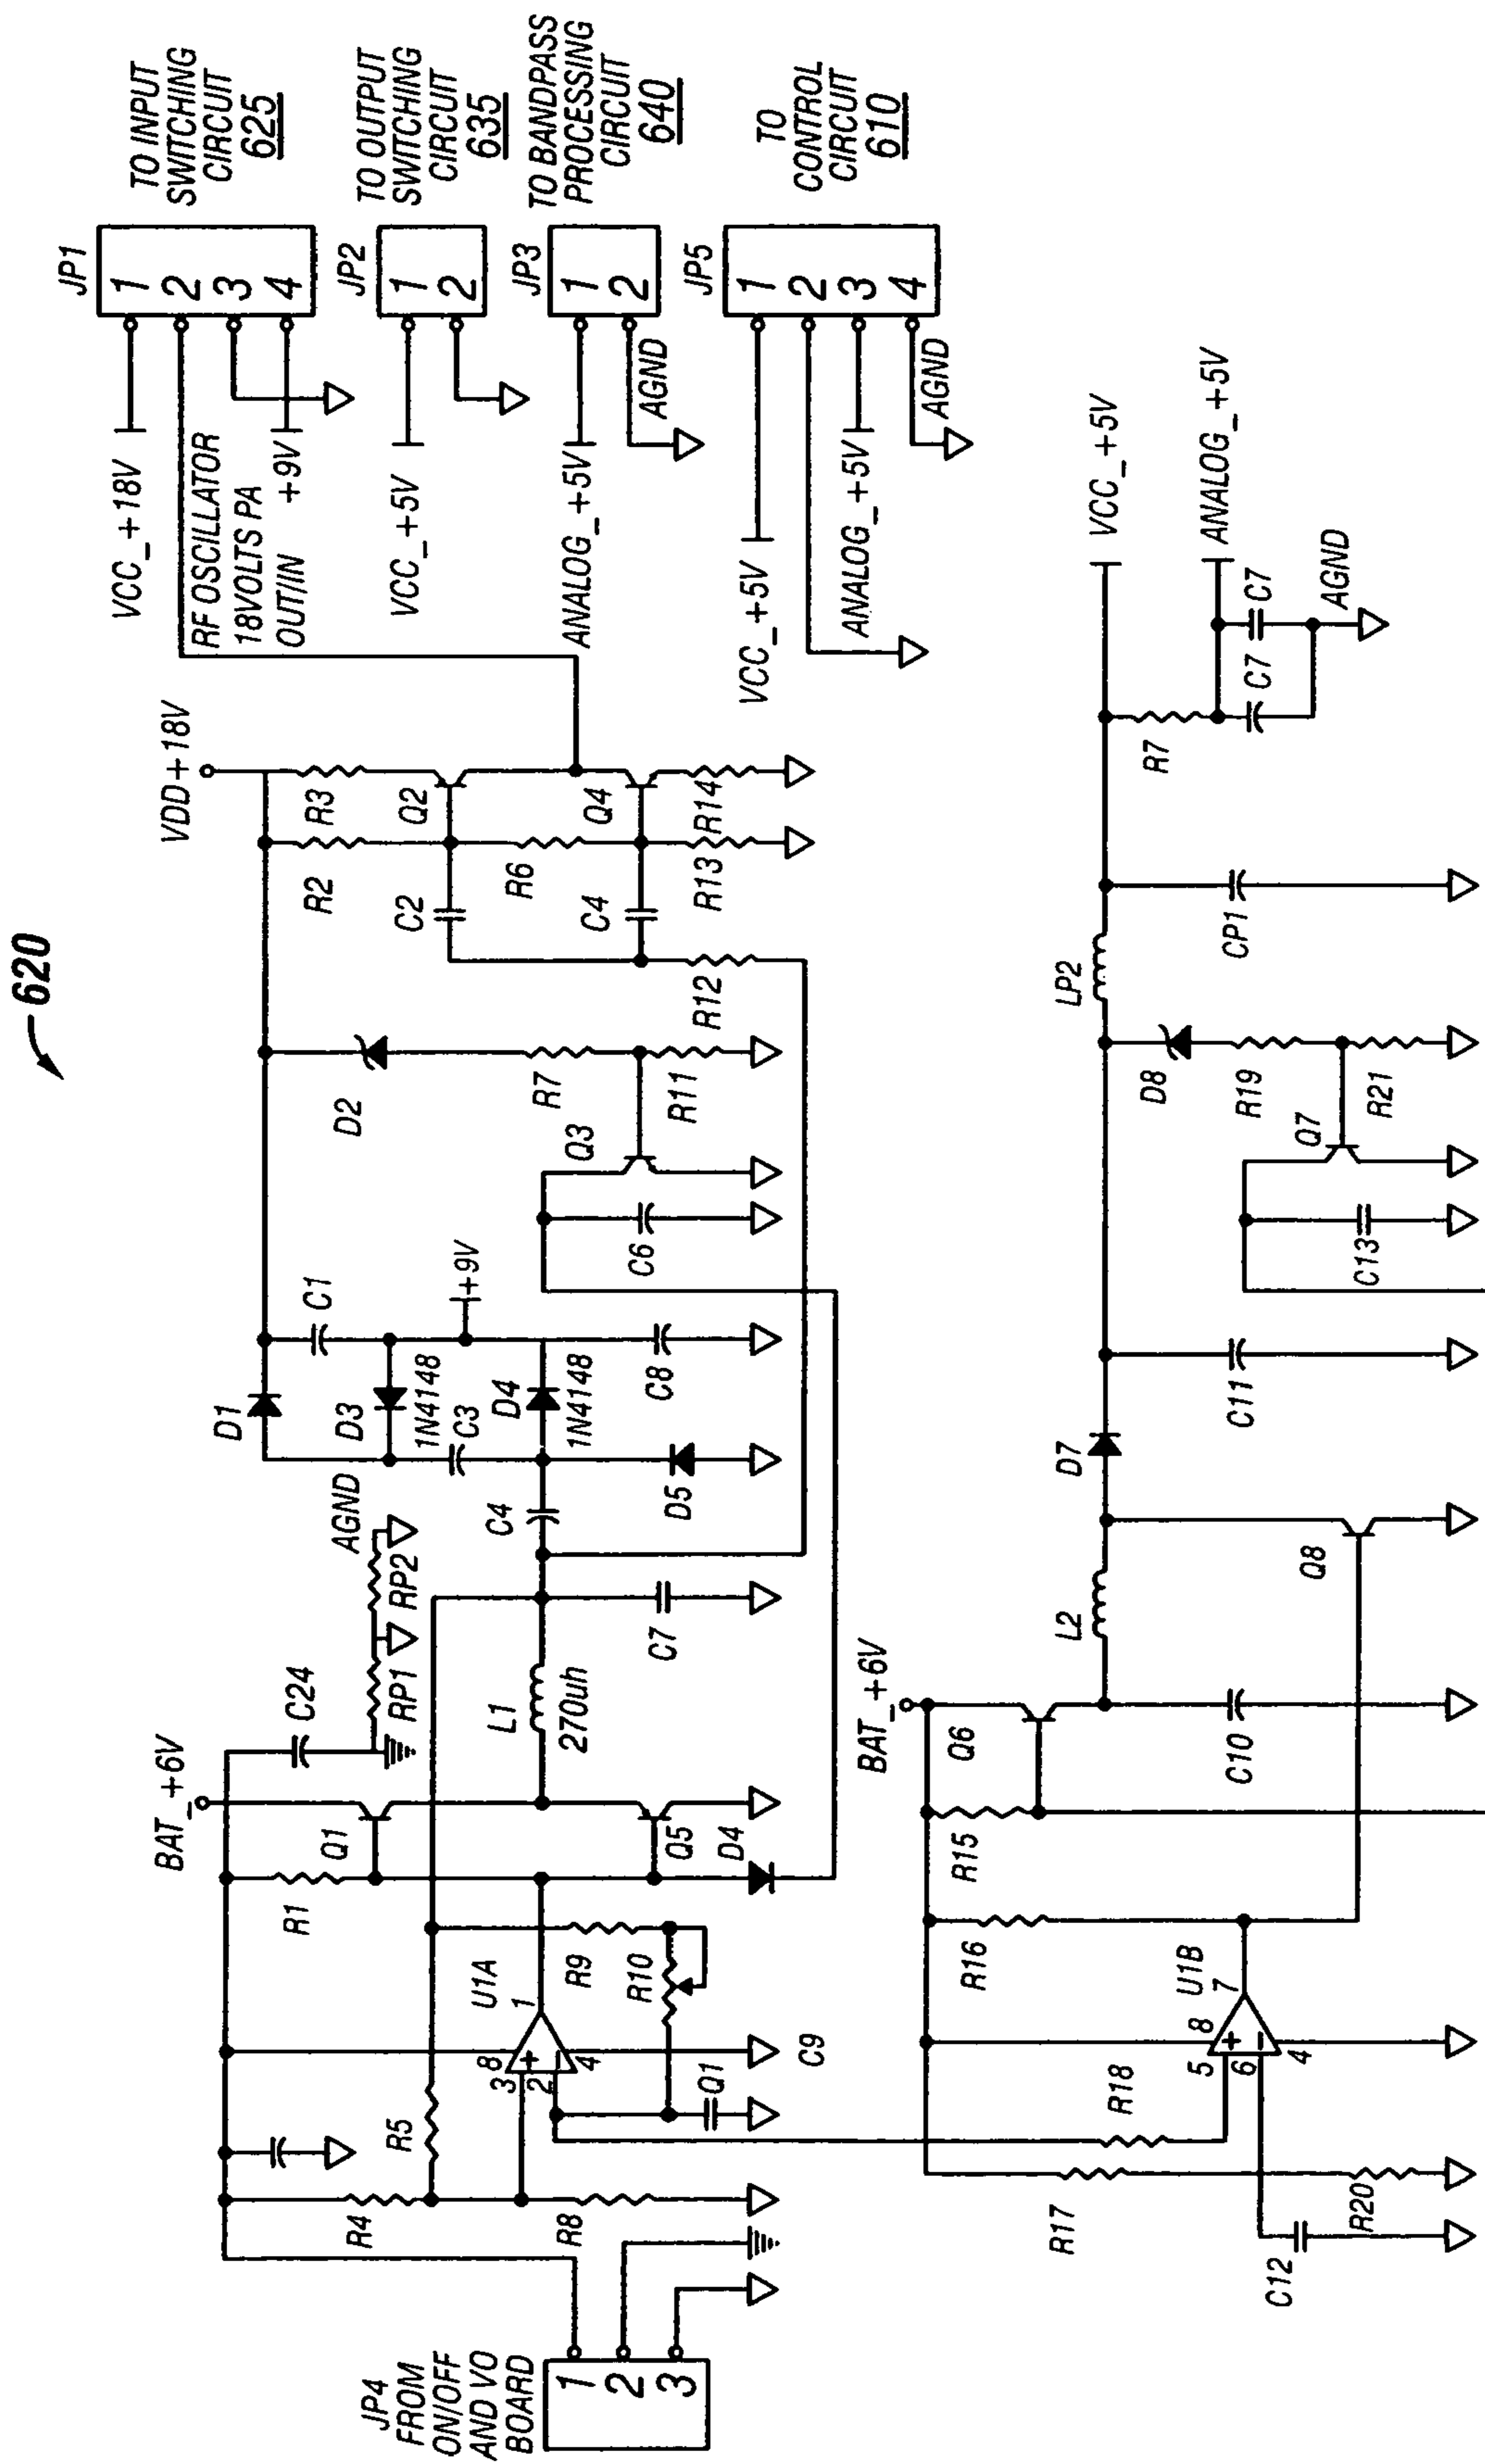 620
JP4
FROM
ON/OFF
AND VO
BOARD
1
2
3
BAT_+6V
R4
R5
R8
8
3
2
4
1
U1A
R9
R10
Q1
C9
R1
Q1
Q5
D4
C24
RP1
RP2
AGND
L1
270uh
C7
C4
D1
C1
D3
1N4148
C3
D4
1N4148
+9V
D5
C8
C6
Q3
D2
R7
R11
R12
C2
C4
R2
R3
R6
Q2
Q4
R13
R14
VDD+18V
VCC_+18V
RF OSCILLATOR
18VOLTS PA
OUT/IN
+9V
JP1
1
2
3
4
TO INPUT
SWITCHING
CIRCUIT
625
VCC_+5V
JP2
1
2
TO OUTPUT
SWITCHING
CIRCUIT
635
ANALOG_+5V
AGND
JP3
1
2
TO BANDPASS
PROCESSING
CIRCUIT
640
VCC_+5V
ANALOG_+5V
AGND
JP5
1
2
3
4
TO
CONTROL
CIRCUIT
610
BAT_+6V
R17
R18
C12
R20
5
6
8
4
7
U1B
R16
R15
Q6
C10
L2
Q8
D7
C11
C13
Q7
D8
R19
R21
LP2
CP1
R7
C7
C7
VCC_+5V
ANALOG_+5V
AGND